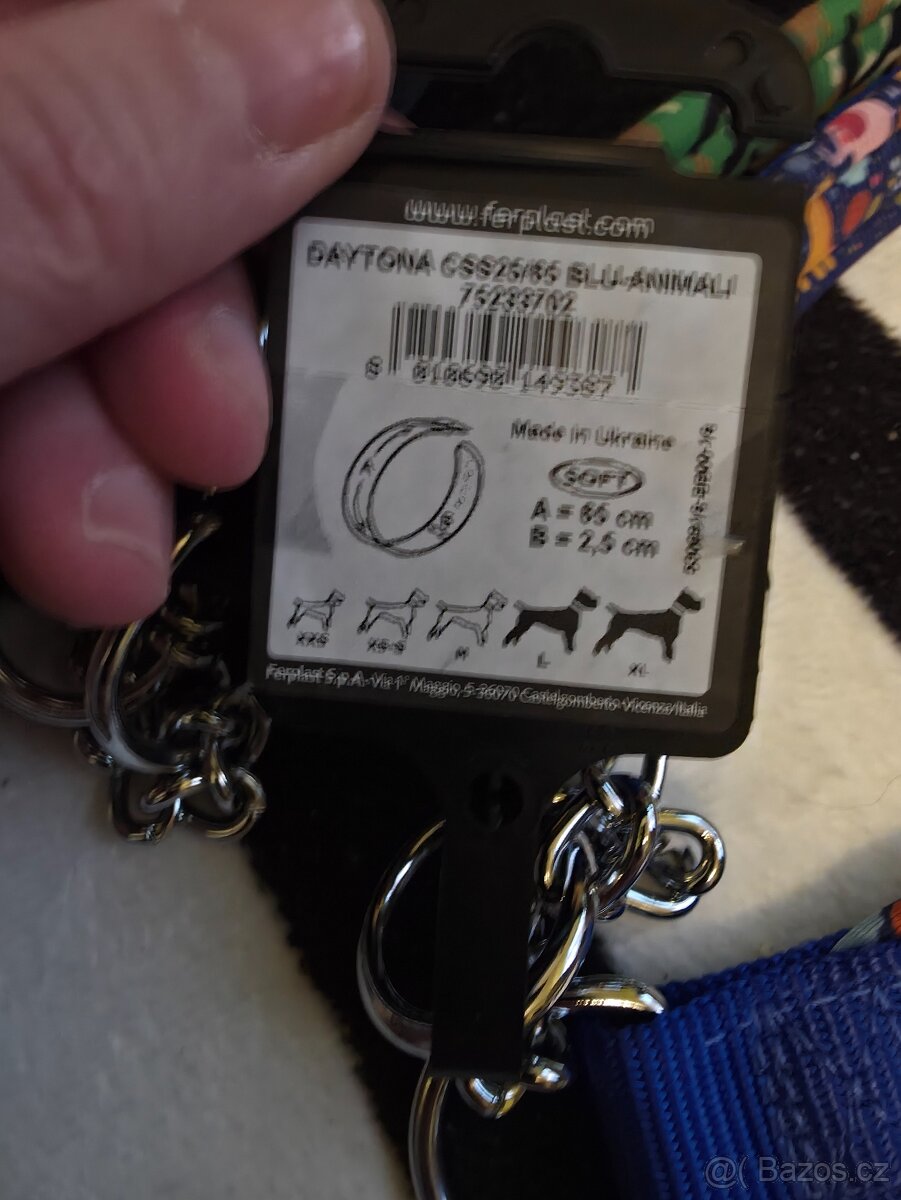 www.ferplast.com
DAYTONA CSS25/65 BLU-ANIMALI
75233702
8 010690 149387
Made in Ukraine
SOFT
A = 65 cm
B = 2,5 cm
A
B
XXS
XS-S
M
L
XL
Ferplast S.p.A.-Via 1° Maggio, 5-36070 Castelgomberto-Vicenza/Italia
@( Bazos.cz